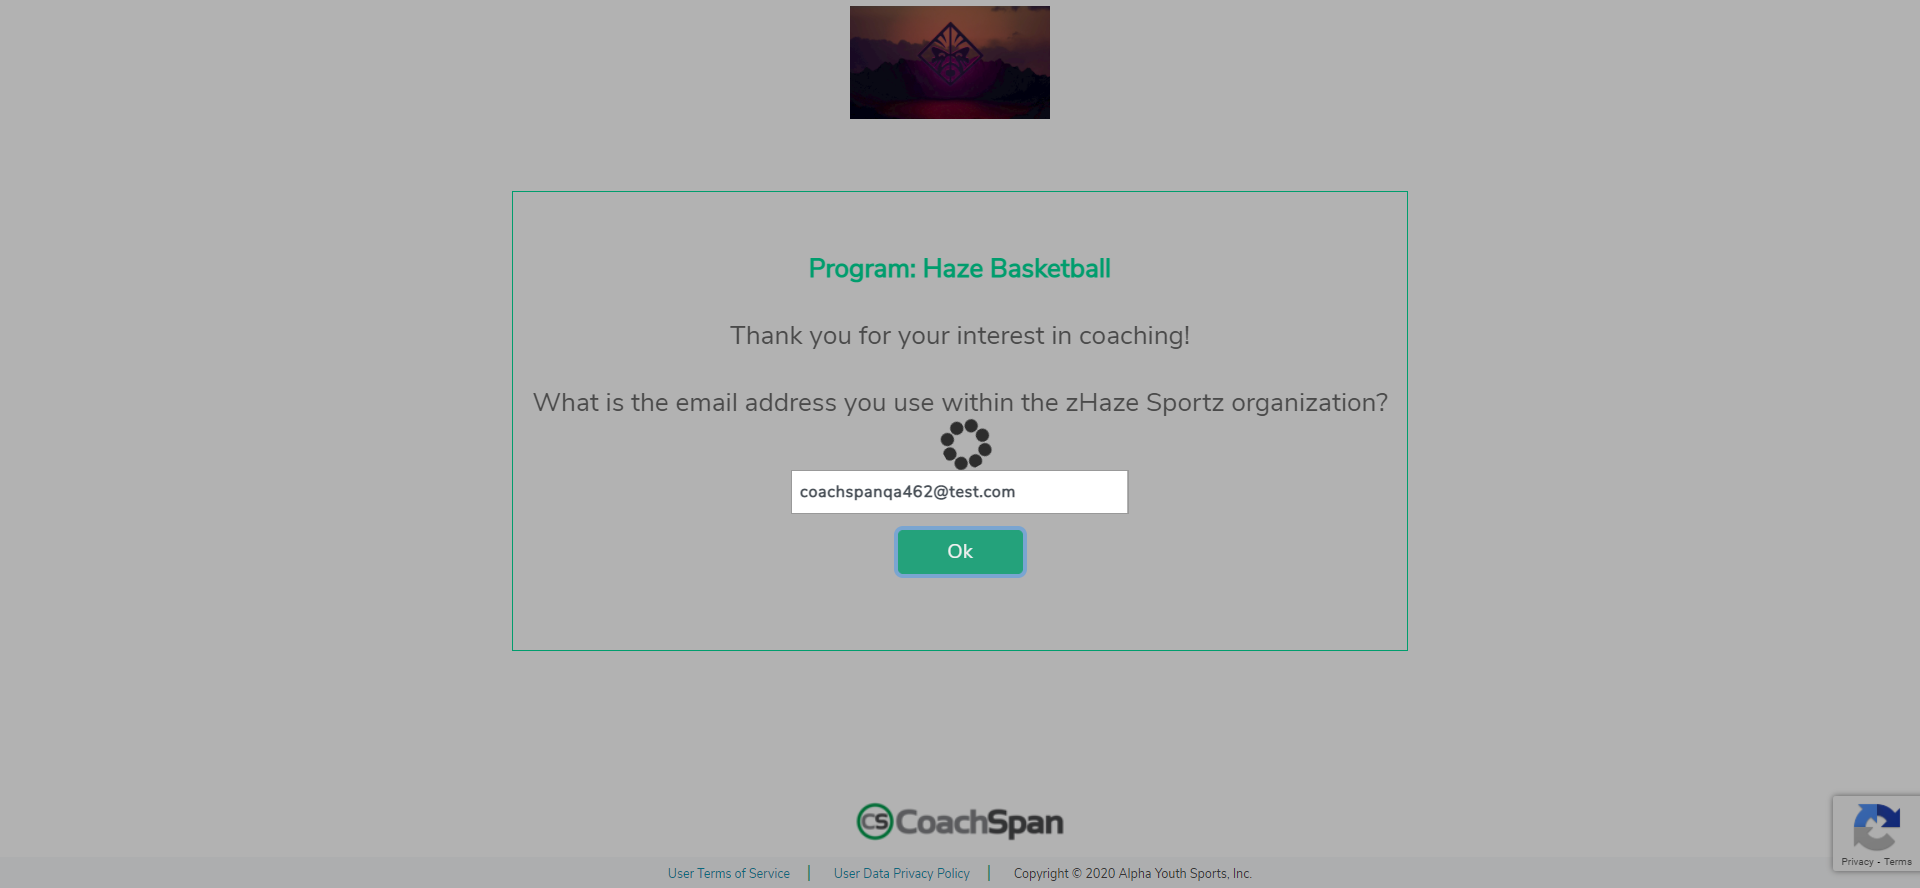 Program: Haze Basketball
Thank you for your interest in coaching!
What is the email address you use within the zHaze Sportz organization?
coachspanqa462@test.com
Ok
CS CoachSpan
User Terms of Service | User Data Privacy Policy | Copyright © 2020 Alpha Youth Sports, Inc.
Privacy - Terms